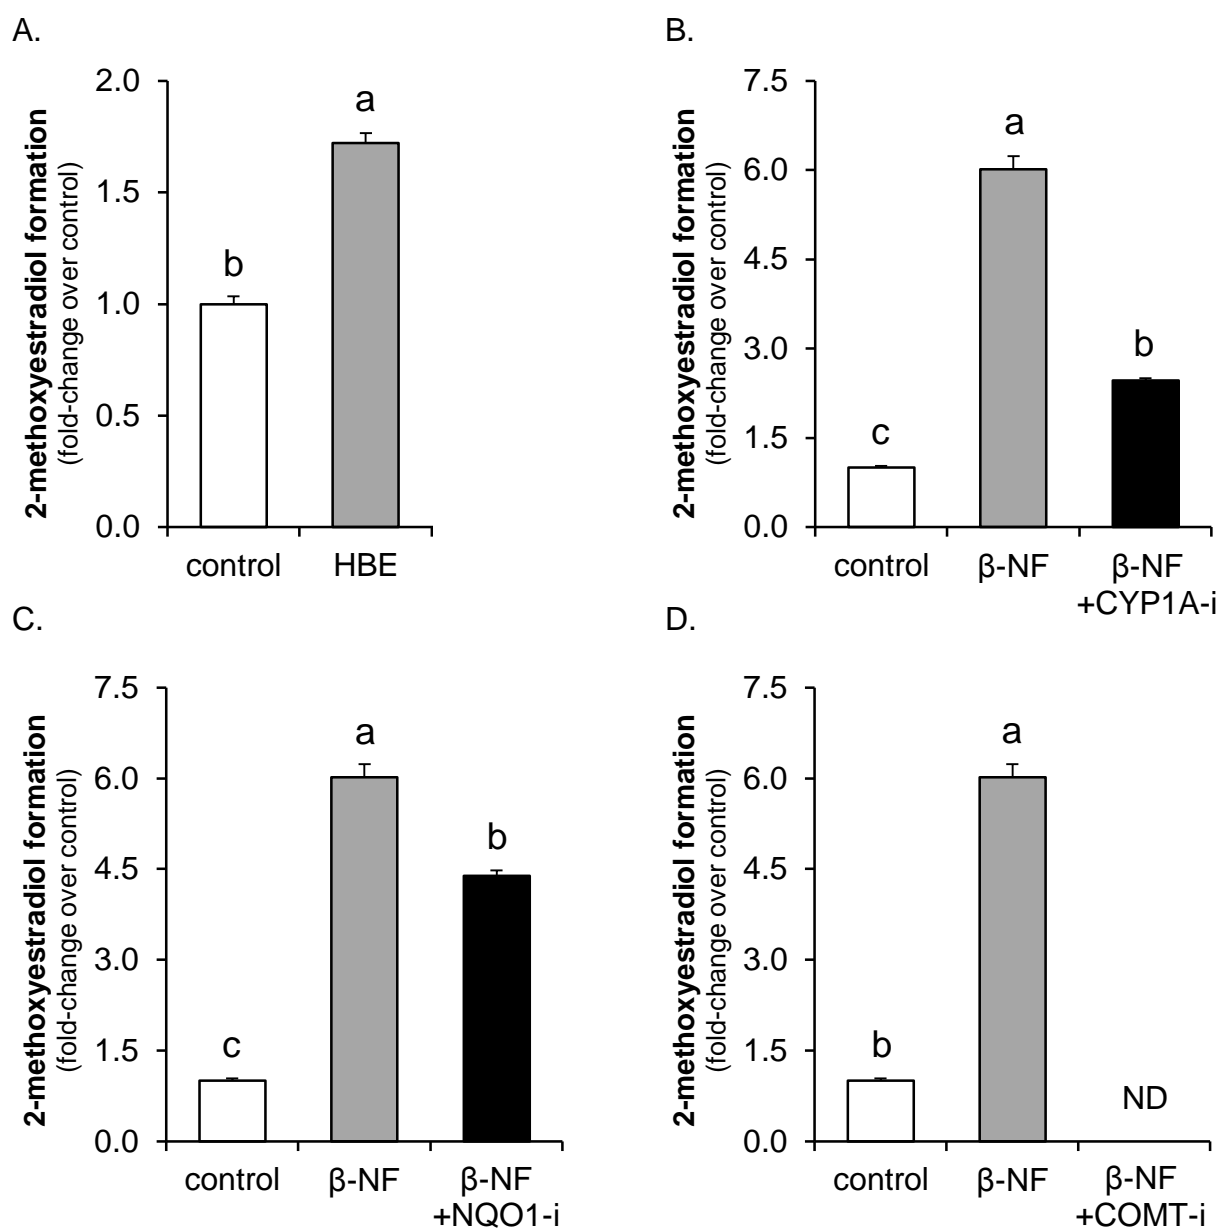 A.
2-methoxyestradiol formation
(fold-change over control)
2.0
1.5
1.0
0.5
0.0
b
a
control
HBE
B.
2-methoxyestradiol formation
(fold-change over control)
7.5
6.0
4.5
3.0
1.5
0.0
c
a
b
control
β-NF
β-NF
+CYP1A-i
C.
2-methoxyestradiol formation
(fold-change over control)
7.5
6.0
4.5
3.0
1.5
0.0
c
a
b
control
β-NF
β-NF
+NQO1-i
D.
2-methoxyestradiol formation
(fold-change over control)
7.5
6.0
4.5
3.0
1.5
0.0
b
a
ND
control
β-NF
β-NF
+COMT-i